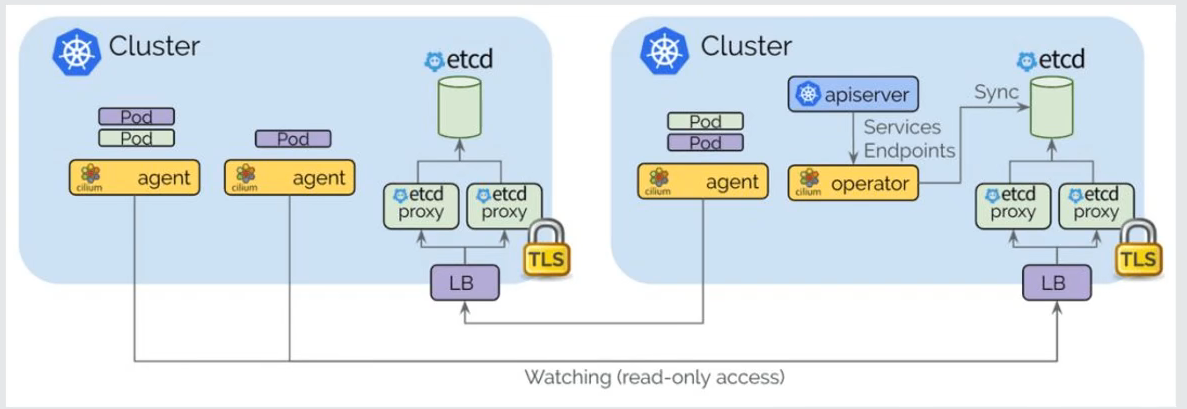 Cluster
etcd
Pod
Pod
Pod
cilium agent
cilium agent
etcd
proxy
etcd
proxy
TLS
LB
Cluster
etcd
apiserver
Sync
Services
Endpoints
Pod
Pod
cilium agent
cilium operator
etcd
proxy
etcd
proxy
TLS
LB
Watching (read-only access)